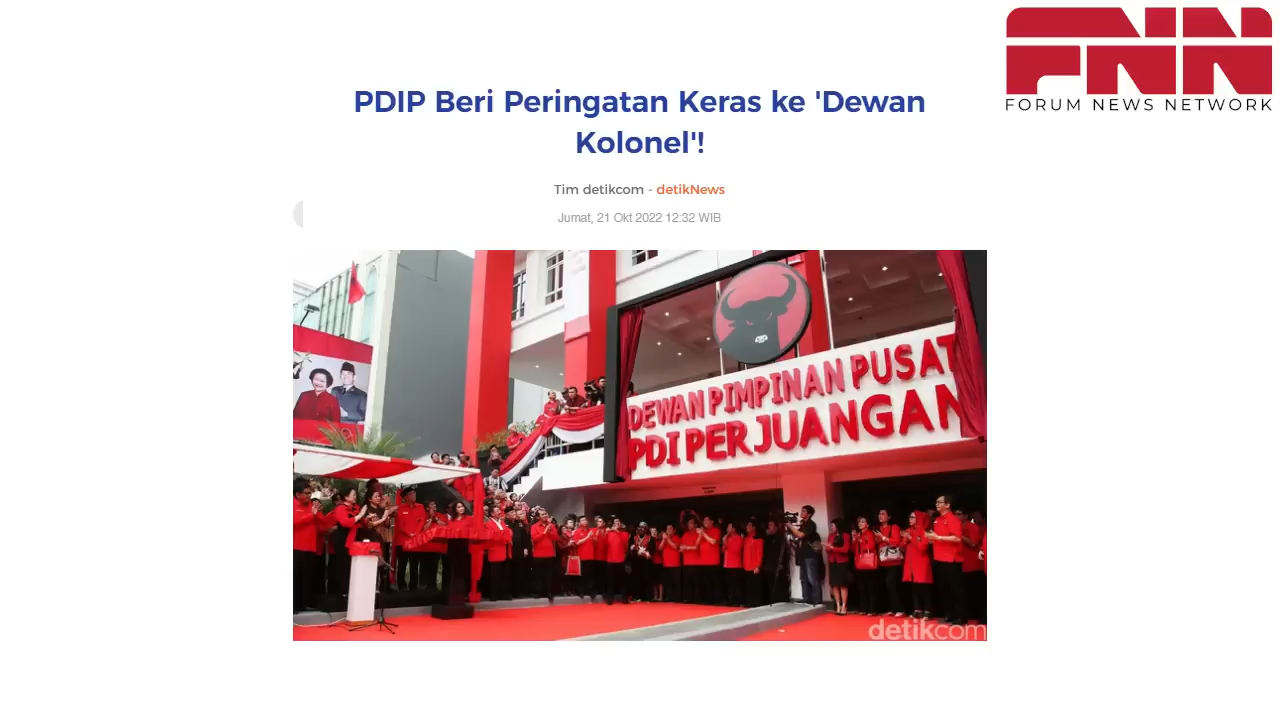 FNN
FORUM NEWS NETWORK
PDIP Beri Peringatan Keras ke 'Dewan
Kolonel'!
Tim detikcom - detikNews
Jumat, 21 Okt 2022 12:32 WIB
DEWAN PIMPINAN PUSAT
PDI PERJUANGAN
detikcom